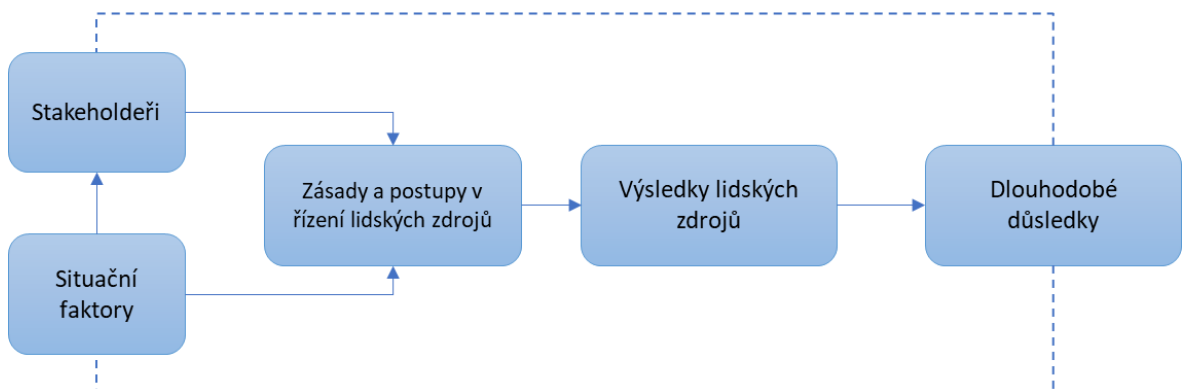 Stakeholdeři
Zásady a postupy v
řízení lidských zdrojů
Výsledky lidských
zdrojů
Dlouhodobé
důsledky
Situační
faktory